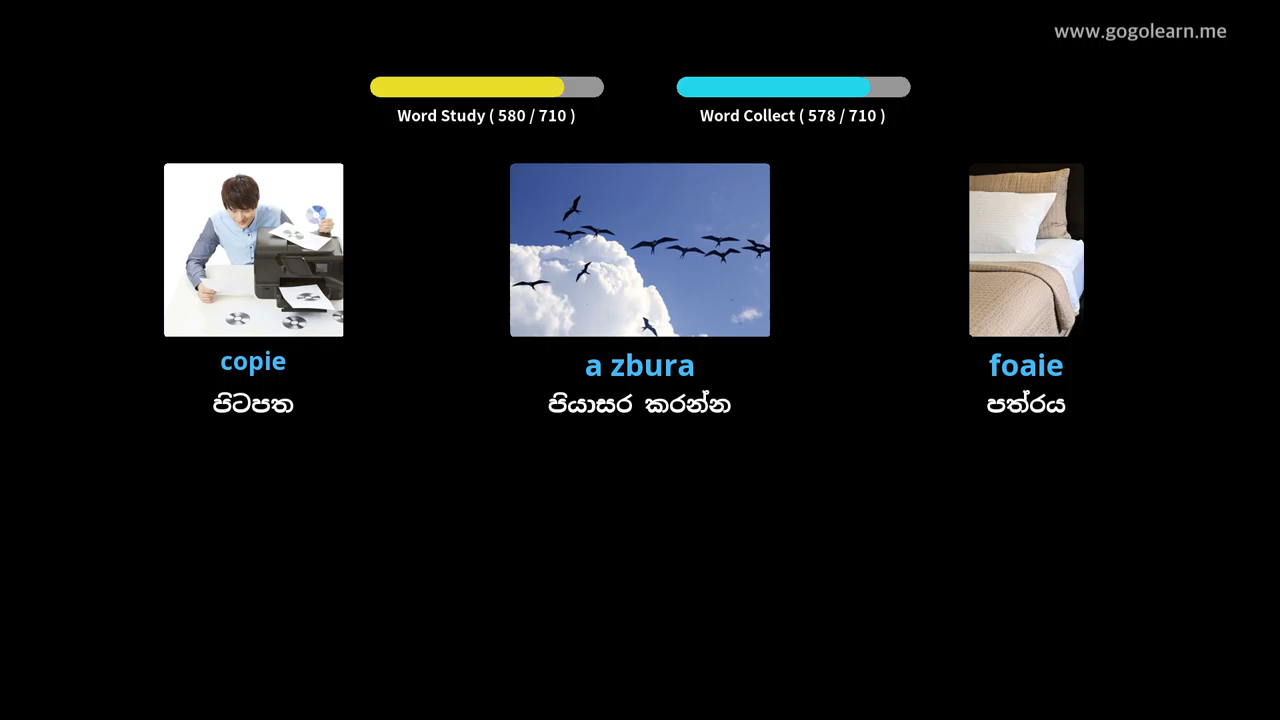 www.gogolearn.me
Word Study ( 580 / 710 )
Word Collect ( 578 / 710 )
copie
a zbura
foaie
පිටපත
පියාසර කරන්න
පත්රය